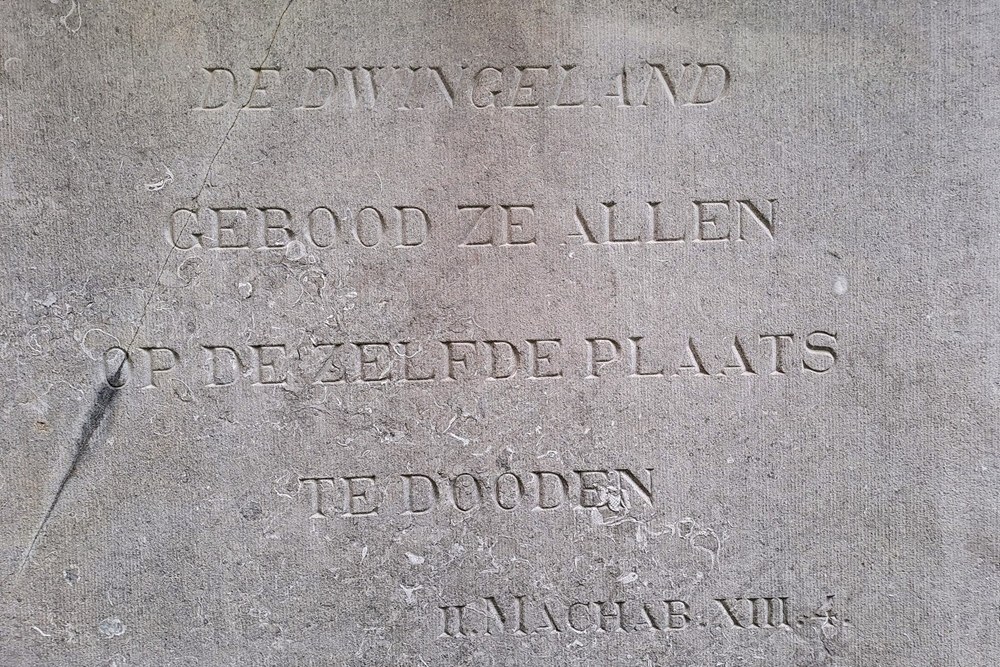 DE DWINGELAND
GEBOOD ZE ALLEN
OP DE ZELFDE PLAATS
TE DOODEN
II. MACHAB. XIII. 4.